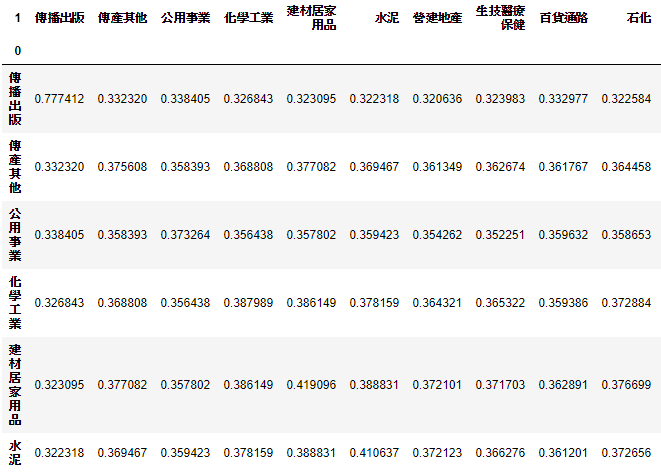 1 傳播出版 傳產其他 公用事業 化學工業 建材居家用品 水泥 營建地產 生技醫療保健 百貨通路 石化
0
傳播出版 0.777412 0.332320 0.338405 0.326843 0.323095 0.322318 0.320636 0.323983 0.332977 0.322584
傳產其他 0.332320 0.375608 0.358393 0.368808 0.377082 0.369467 0.361349 0.362674 0.361767 0.364458
公用事業 0.338405 0.358393 0.373264 0.356438 0.357802 0.359423 0.354262 0.352251 0.359632 0.358653
化學工業 0.326843 0.368808 0.356438 0.387989 0.386149 0.378159 0.364321 0.365322 0.359386 0.372884
建材居家用品 0.323095 0.377082 0.357802 0.386149 0.419096 0.388831 0.372101 0.371703 0.362891 0.376699
水泥 0.322318 0.369467 0.359423 0.378159 0.388831 0.410637 0.372123 0.366276 0.361201 0.372656